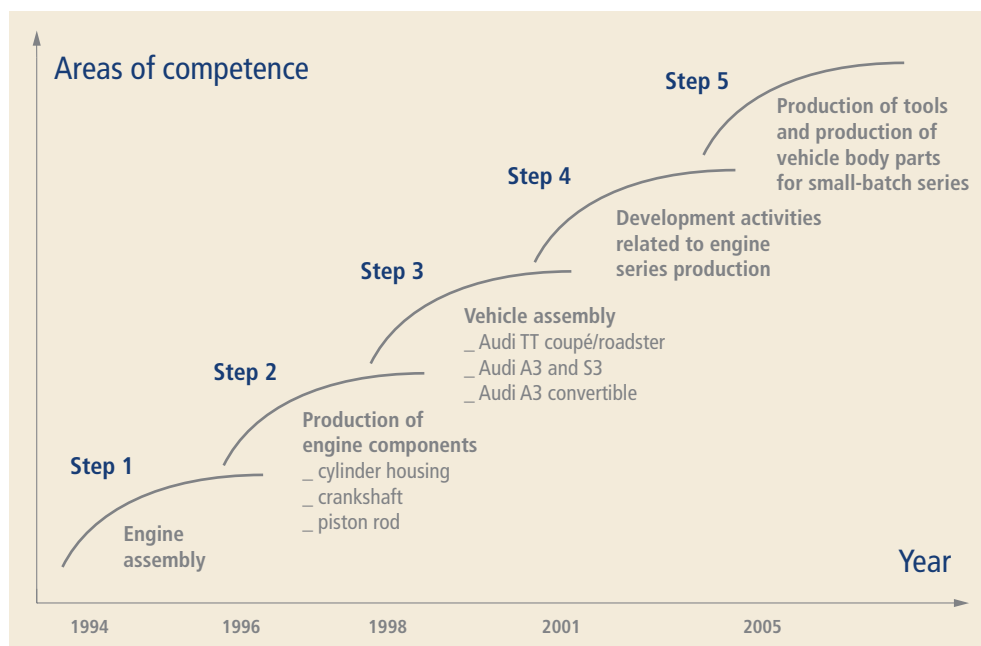 Areas of competence
Step 5
Production of tools
and production of
vehicle body parts
for small-batch series
Step 4
Development activities
related to engine
series production
Step 3
Vehicle assembly
_ Audi TT coupé/roadster
_ Audi A3 and S3
_ Audi A3 convertible
Step 2
Production of
engine components
_ cylinder housing
_ crankshaft
_ piston rod
Step 1
Engine
assembly
Year
1994 1996 1998 2001 2005